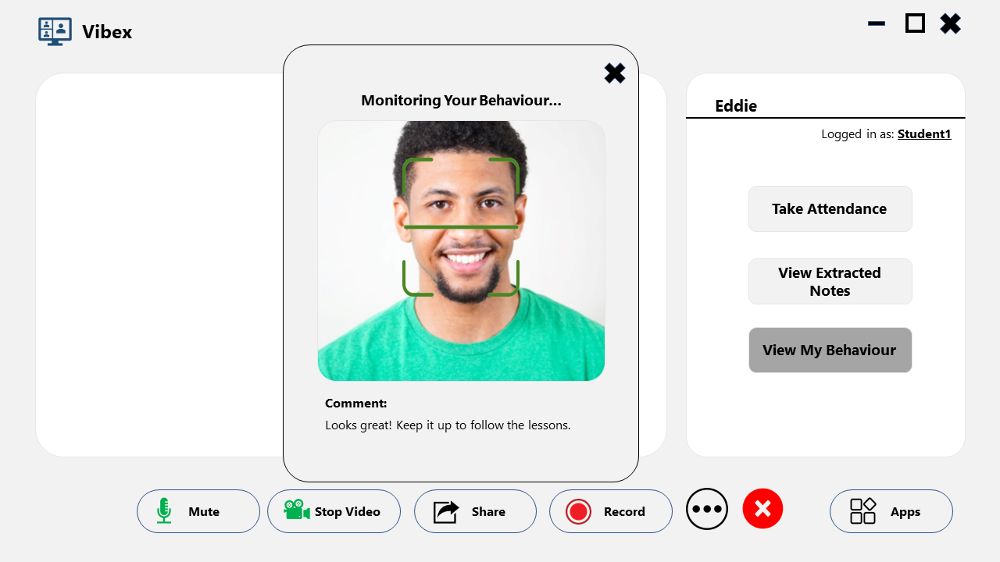 Vibex
Monitoring Your Behaviour...
Comment:
Looks great! Keep it up to follow the lessons.
Eddie
Logged in as: Student1
Take Attendance
View Extracted
Notes
View My Behaviour
Mute
Stop Video
Share
Record
Apps